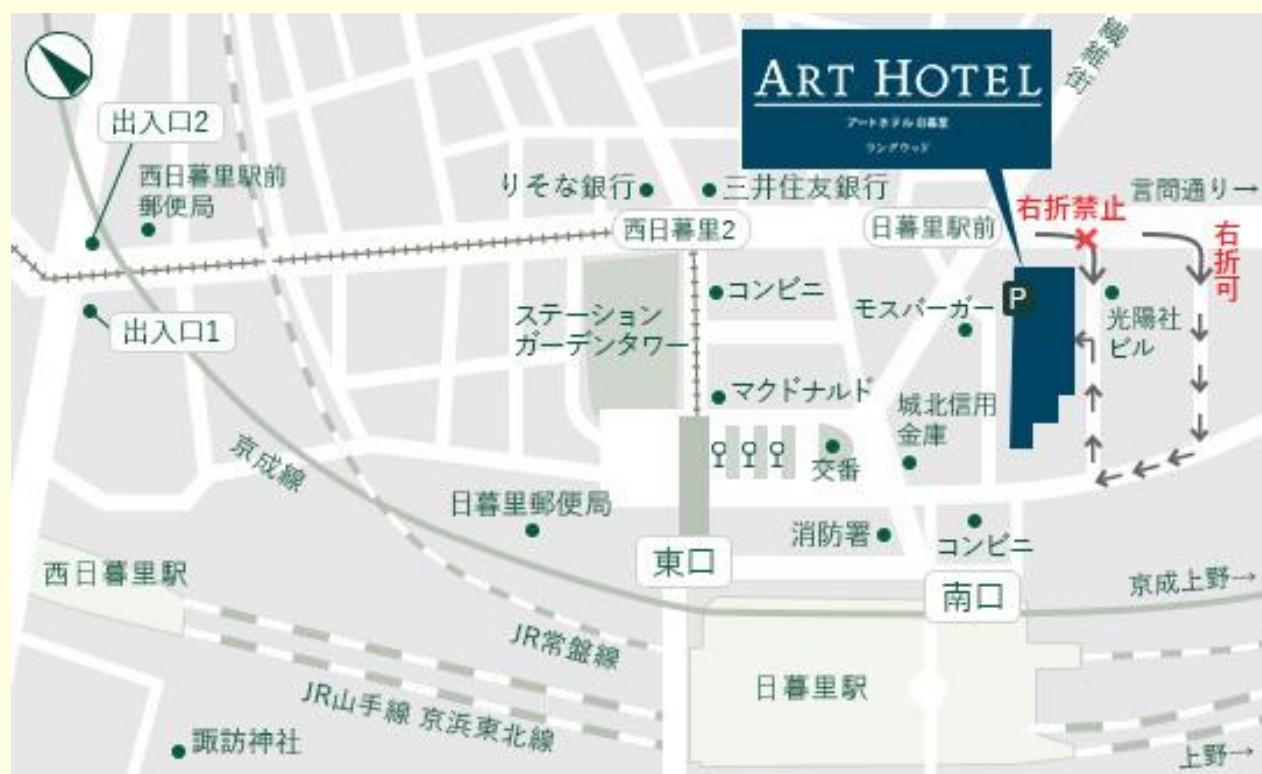 ART HOTEL
アートホテル 日暮里
ラングウッド
繊維街
出入口2
西日暮里駅前
郵便局
りそな銀行
三井住友銀行
言問通り→
右折禁止
西日暮里2
日暮里駅前
右折可
P
コンビニ
モスバーガー
光陽社
ビル
ステーション
ガーデンタワー
出入口1
マクドナルド
城北信用
金庫
京成線
交番
日暮里郵便局
消防署
コンビニ
東口
西日暮里駅
南口
京成上野→
JR常盤線
日暮里駅
JR山手線 京浜東北線
諏訪神社
上野→